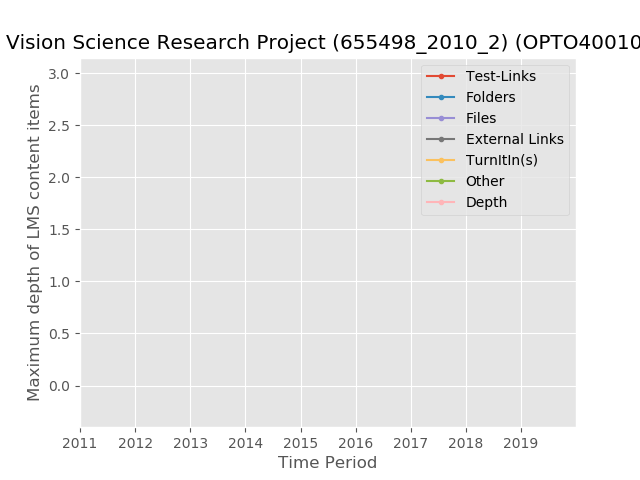 Vision Science Research Project (655498_2010_2) (OPTO40010
3.0
2.5
2.0
1.5
1.0
0.5
0.0
Maximum depth of LMS content items
Test-Links
Folders
Files
External Links
TurnItIn(s)
Other
Depth
2011 2012 2013 2014 2015 2016 2017 2018 2019
Time Period